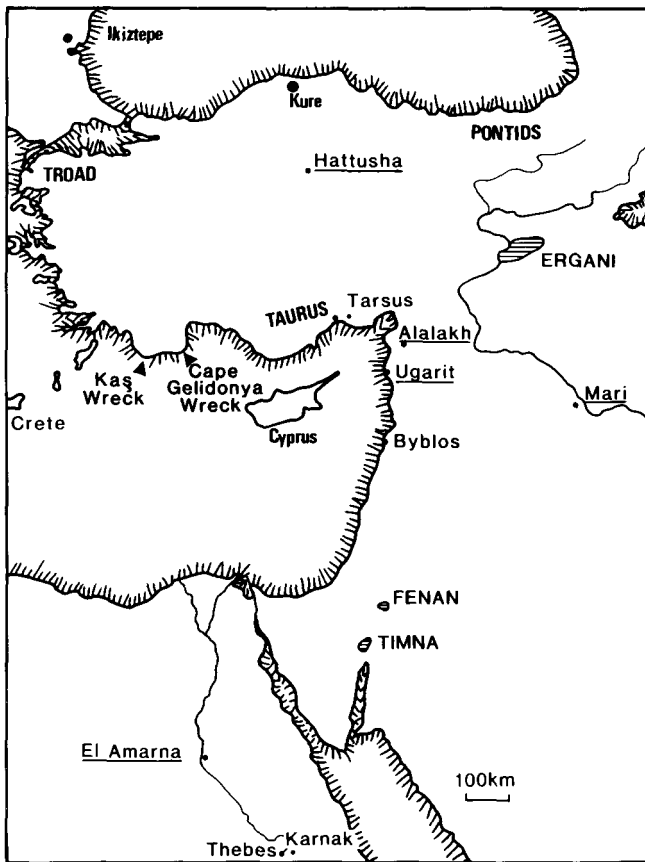 Ikiztepe
Kure
PONTIDS
Hattusha
TROAD
ERGANI
TAURUS
Tarsus
Alalakh
Kaş
Wreck
Cape
Gelidonya
Wreck
Ugarit
Mari
Crete
Cyprus
Byblos
FENAN
TIMNA
El Amarna
100km
Karnak
Thebes